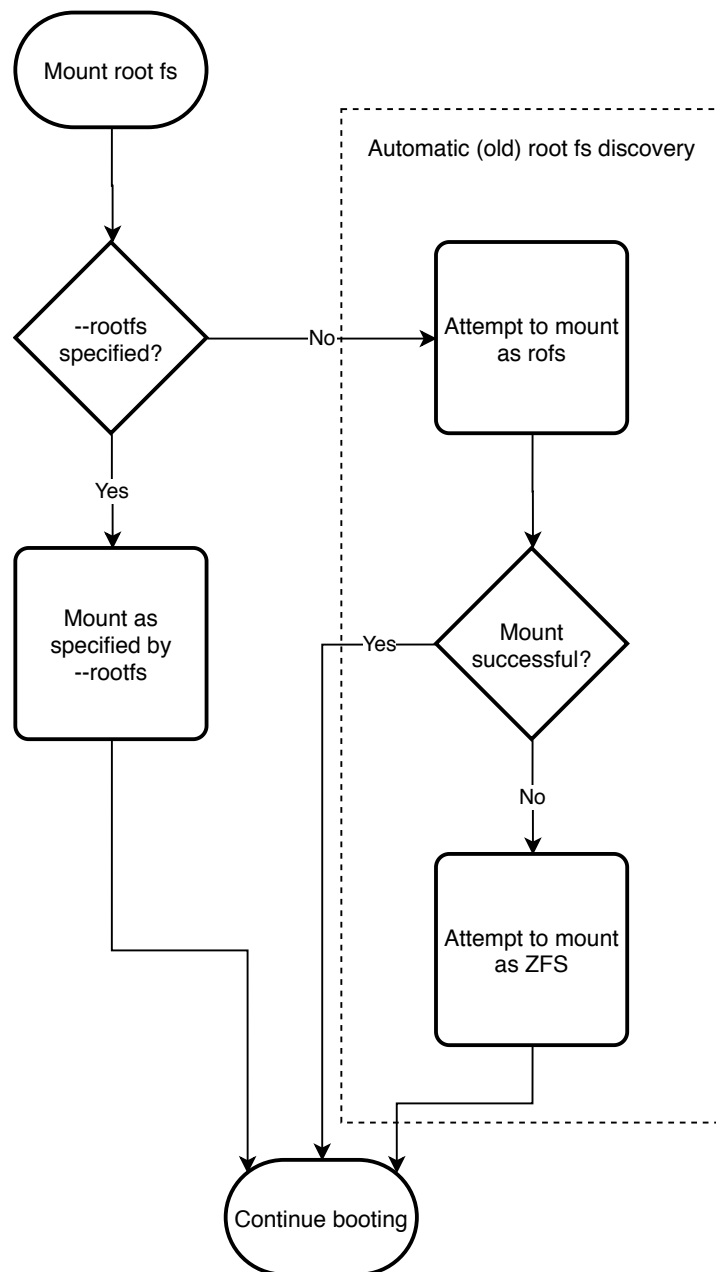 Mount root fs
Automatic (old) root fs discovery
--rootfs
specified?
No
Attempt to mount
as rofs
Yes
Mount as
specified by
--rootfs
Yes
Mount
successful?
No
Attempt to mount
as ZFS
Continue booting